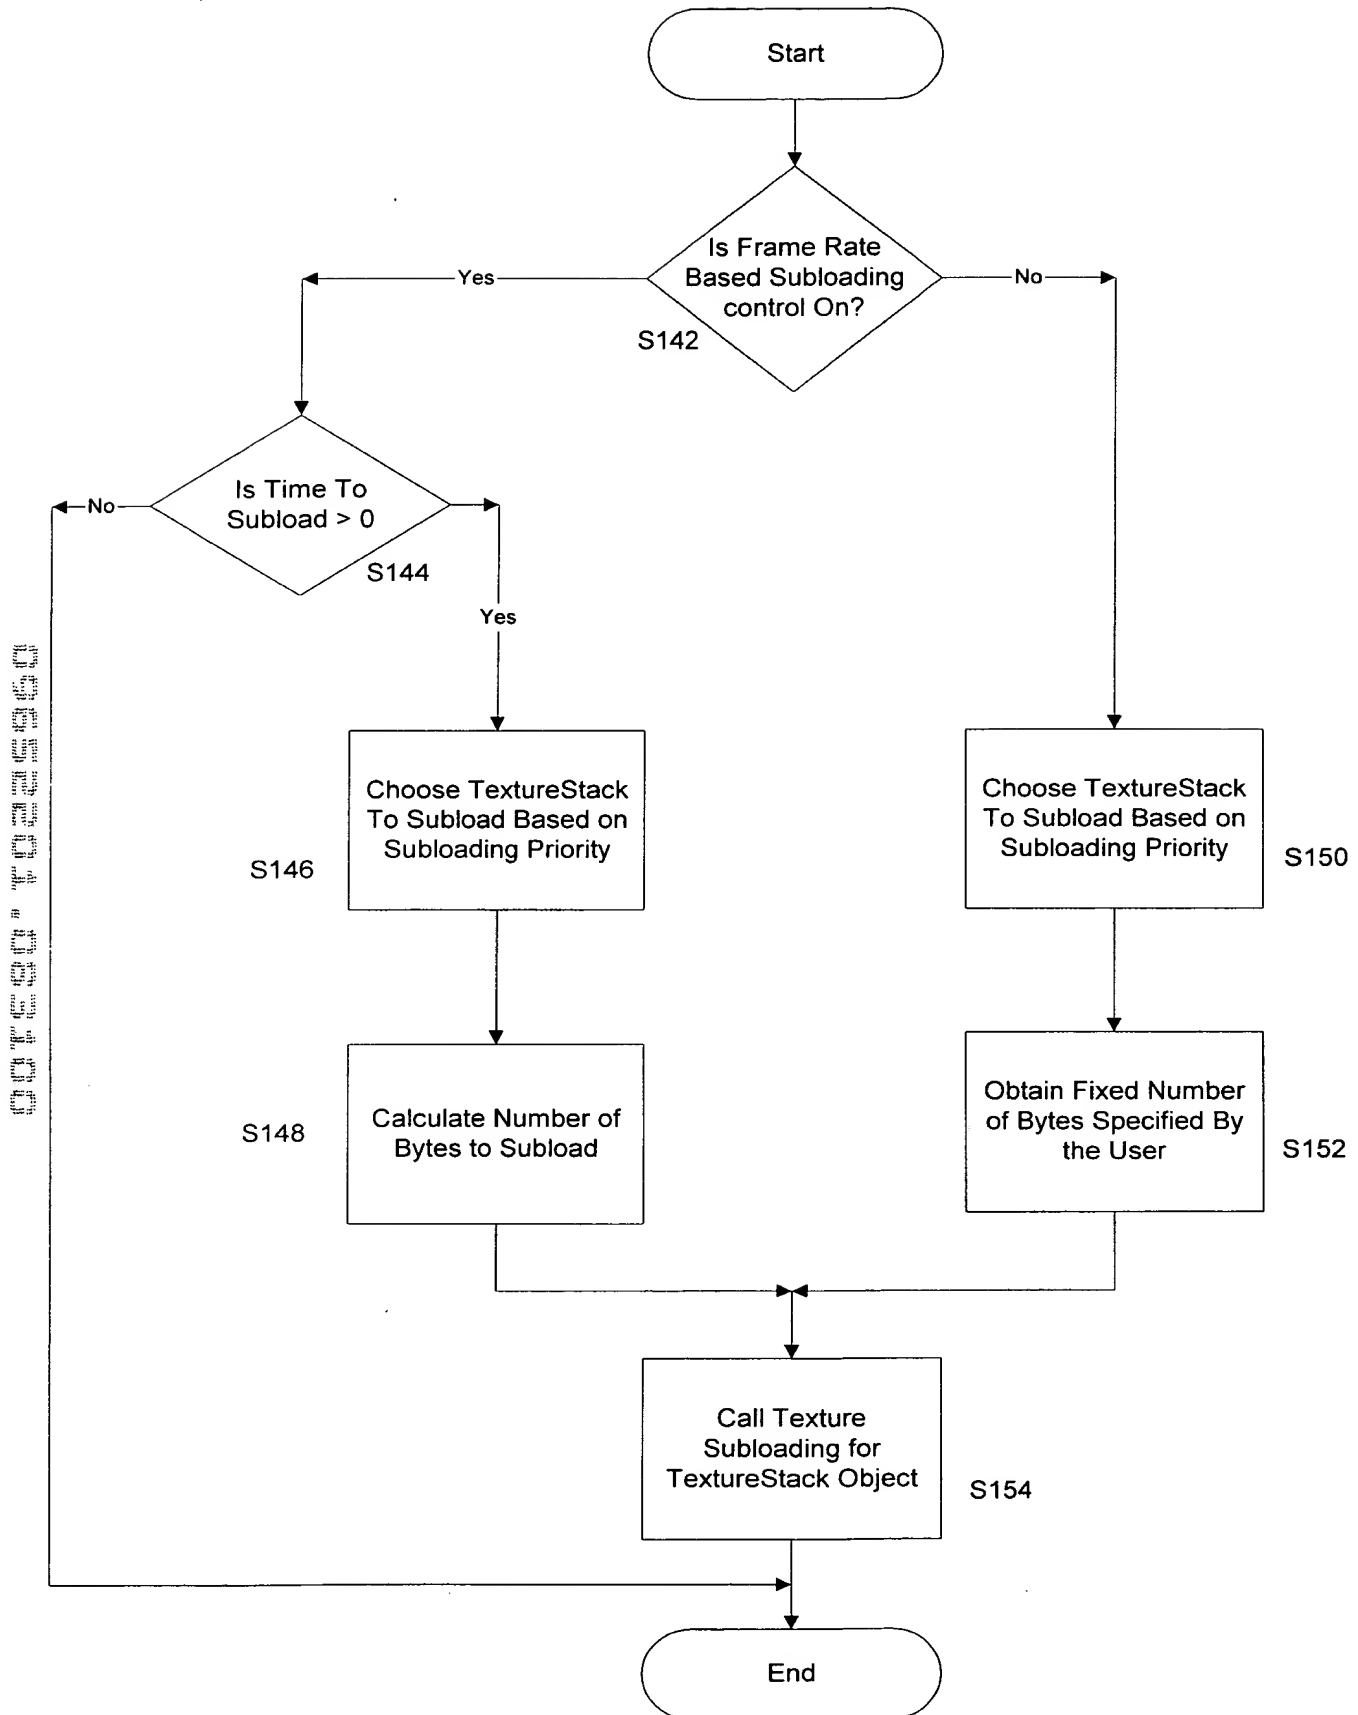 Start
Is Frame Rate
Based Subloading
control On?
Yes
No
S142
Is Time To
Subload > 0
No
S144
Yes
Choose TextureStack
To Subload Based on
Subloading Priority
S146
Choose TextureStack
To Subload Based on
Subloading Priority
S150
Calculate Number of
Bytes to Subload
S148
Obtain Fixed Number
of Bytes Specified By
the User
S152
Call Texture
Subloading for
TextureStack Object
S154
End